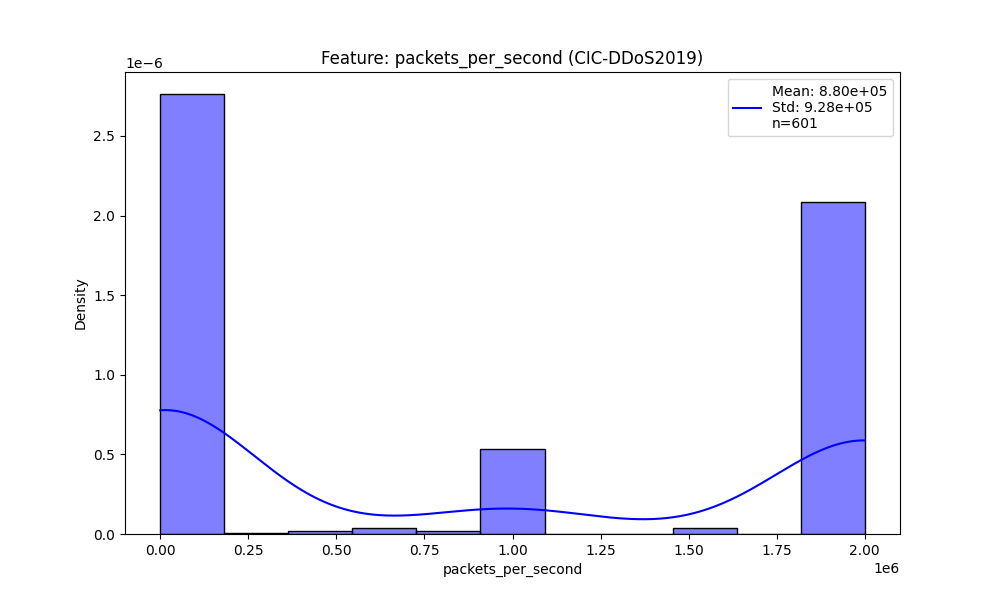 Feature: packets_per_second (CIC-DDoS2019)
1e−6
Mean: 8.80e+05
Std: 9.28e+05
n=601
2.5
2.0
1.5
1.0
0.5
0.0
Density
0.00 0.25 0.50 0.75 1.00 1.25 1.50 1.75 2.00
1e6
packets_per_second